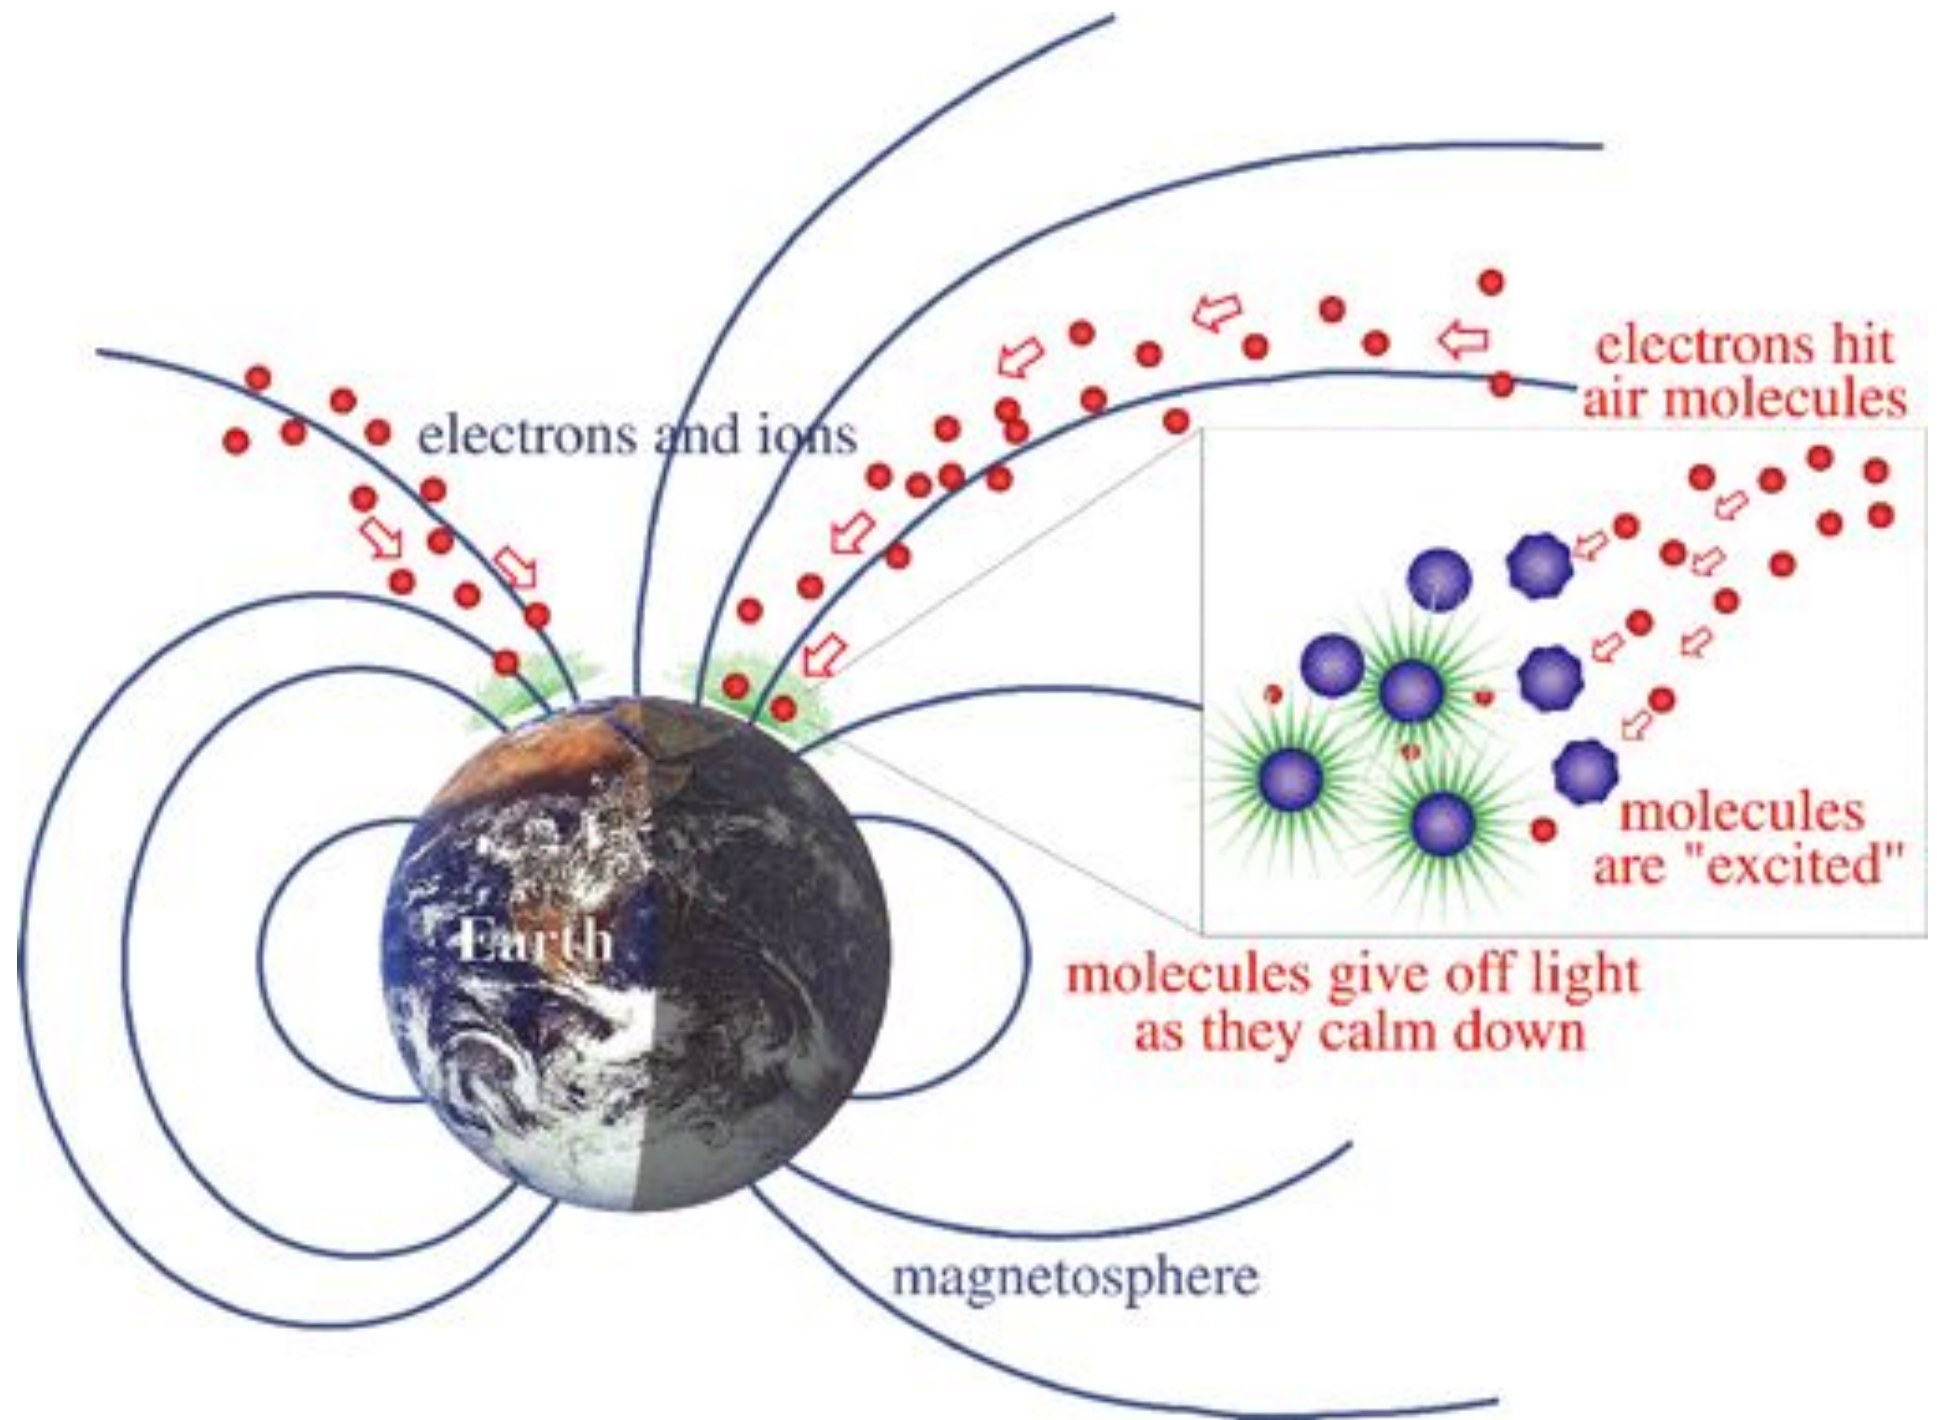 electrons hit
air molecules
electrons and ions
molecules
are "excited"
Earth
molecules give off light
as they calm down
magnetosphere